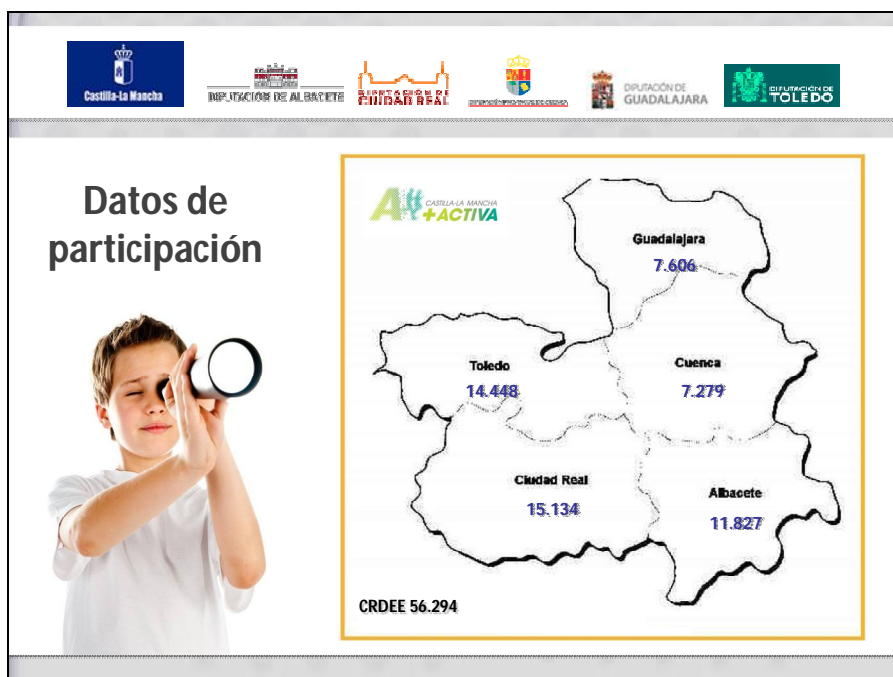 Castilla-La Mancha
DIPUTACIÓN DE ALBACETE
DIPUTACIÓN DE
CIUDAD REAL
DIPUTACIÓN DE
GUADALAJARA
DIPUTACIÓN DE
TOLEDO
Datos de
participación
CASTILLA-LA MANCHA
+ACTIVA
Guadalajara
7.606
Toledo
14.448
Cuenca
7.279
Ciudad Real
15.134
Albacete
11.827
CRDEE 56.294